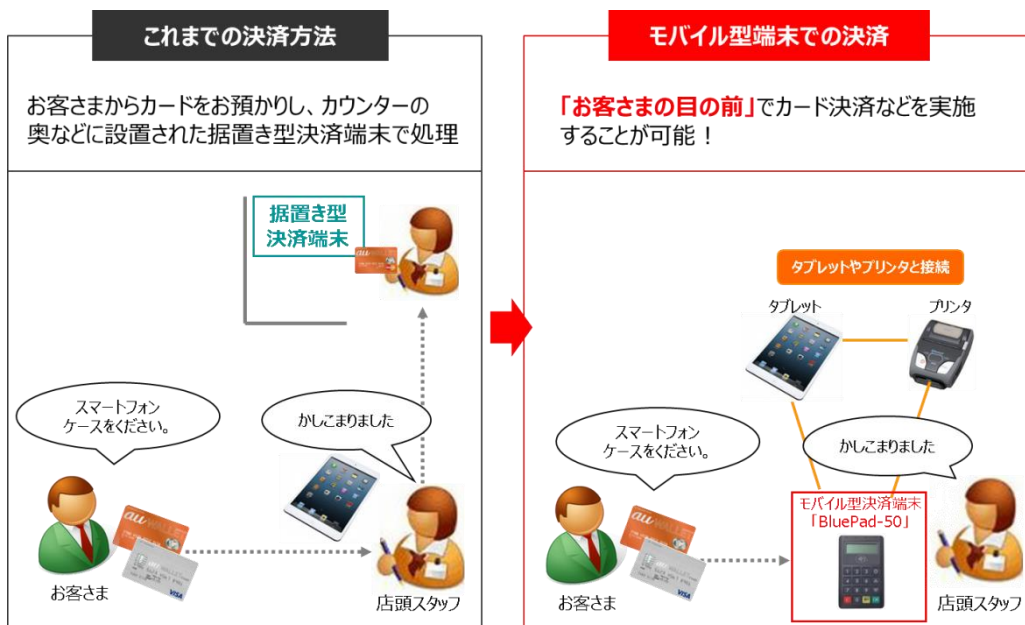 これまでの決済方法
お客さまからカードをお預かりし、カウンターの
奥などに設置された据置き型決済端末で処理
据置き型
決済端末
au
スマートフォン
ケースをください。
かしこまりました
au WALLET
VISA
お客さま
店頭スタッフ
モバイル型端末での決済
「お客さまの目の前」でカード決済などを実施
することが可能！
タブレットやプリンタと接続
タブレット
プリンタ
スマートフォン
ケースをください。
かしこまりました
モバイル型決済端末
「BluePad-50」
au WALLET
VISA
お客さま
店頭スタッフ